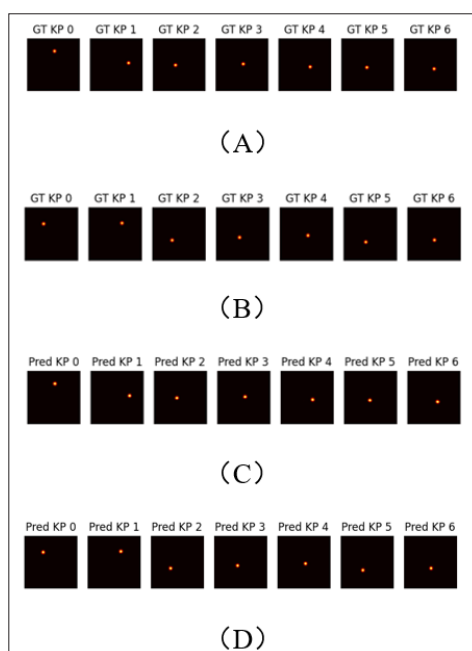 GT KP 0 GT KP 1 GT KP 2 GT KP 3 GT KP 4 GT KP 5 GT KP 6
（A）
GT KP 0 GT KP 1 GT KP 2 GT KP 3 GT KP 4 GT KP 5 GT KP 6
（B）
Pred KP 0 Pred KP 1 Pred KP 2 Pred KP 3 Pred KP 4 Pred KP 5 Pred KP 6
（C）
Pred KP 0 Pred KP 1 Pred KP 2 Pred KP 3 Pred KP 4 Pred KP 5 Pred KP 6
（D）